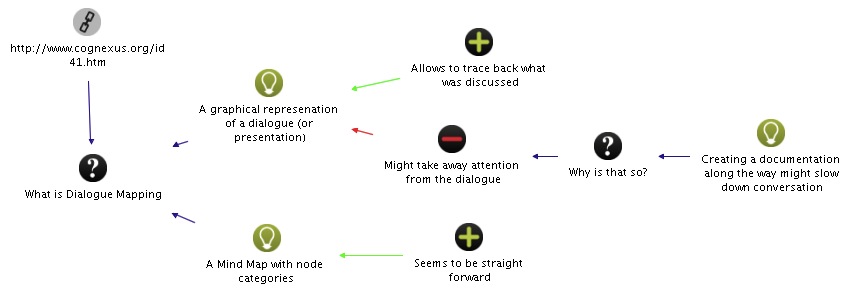 http://www.cognexus.org/id
41.htm
Allows to trace back what
was discussed
A graphical represenation
of a dialogue (or
presentation)
Might take away attention
from the dialogue
Why is that so?
Creating a documentation
along the way might slow
down conversation
What is Dialogue Mapping
A Mind Map with node
categories
Seems to be straight
forward